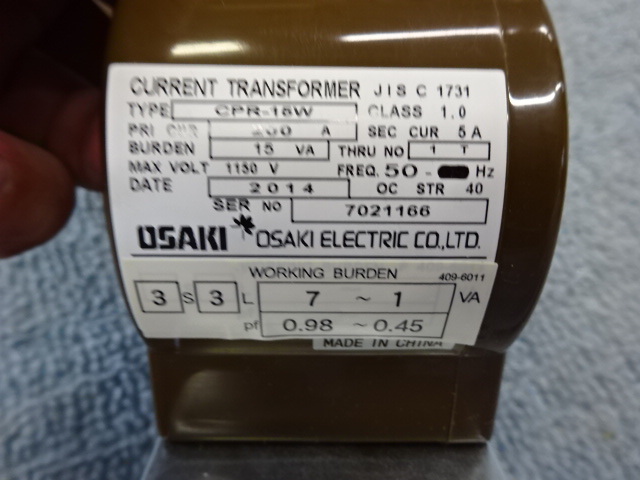 CURRENT TRANSFORMER JIS C 1731
TYPE CPR-15W CLASS 1.0
PRI CUR 200 A SEC CUR 5A
BURDEN 15 VA THRU NO 1 T
MAX VOLT 1150 V FREQ. 50 - Hz
DATE 2014 OC STR 40
SER NO 7021166
OSAKI OSAKI ELECTRIC CO.,LTD.
WORKING BURDEN 409-6011
3 S 3 L 7 ~ 1 VA
pf 0.98 ~ 0.45
MADE IN CHINA